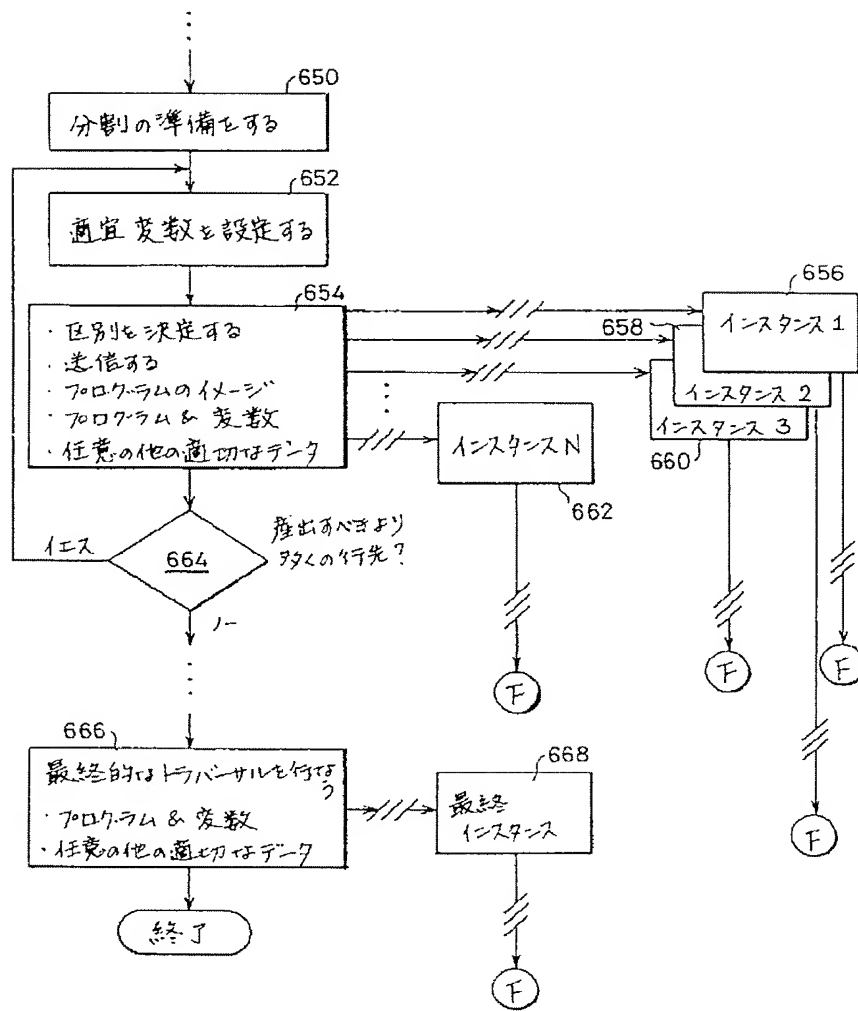 650
分割の準備をする
652
適宜変数を設定する
654
・区別を決定する
・送信する
・プログラムのイメージ
・プログラム & 変数
・任意の他の適切なデータ
656
インスタンス1
658
インスタンス 2
インスタンス 3
660
インスタンスN
662
イエス
664
産出すべきより
多くの行先?
ノー
F
F
F
F
666
最終的なトラバーサルを行なう
・プログラム & 変数
・任意の他の適切なデータ
668
最終
インスタンス
終了
F